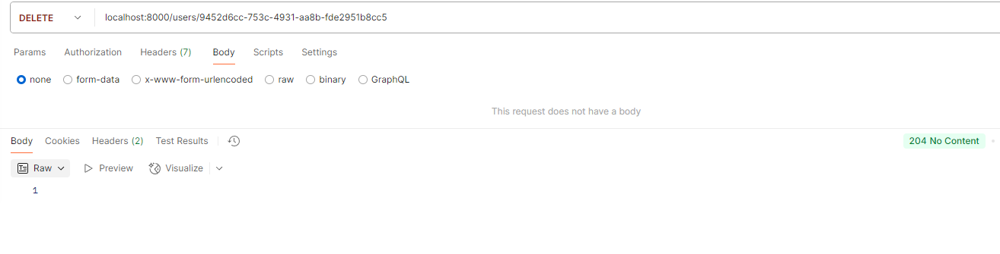 DELETE localhost:8000/users/9452d6cc-753c-4931-aa8b-fde2951b8cc5
Params Authorization Headers (7) Body Scripts Settings
none form-data x-www-form-urlencoded raw binary GraphQL
This request does not have a body
Body Cookies Headers (2) Test Results 204 No Content
Raw Preview Visualize
1